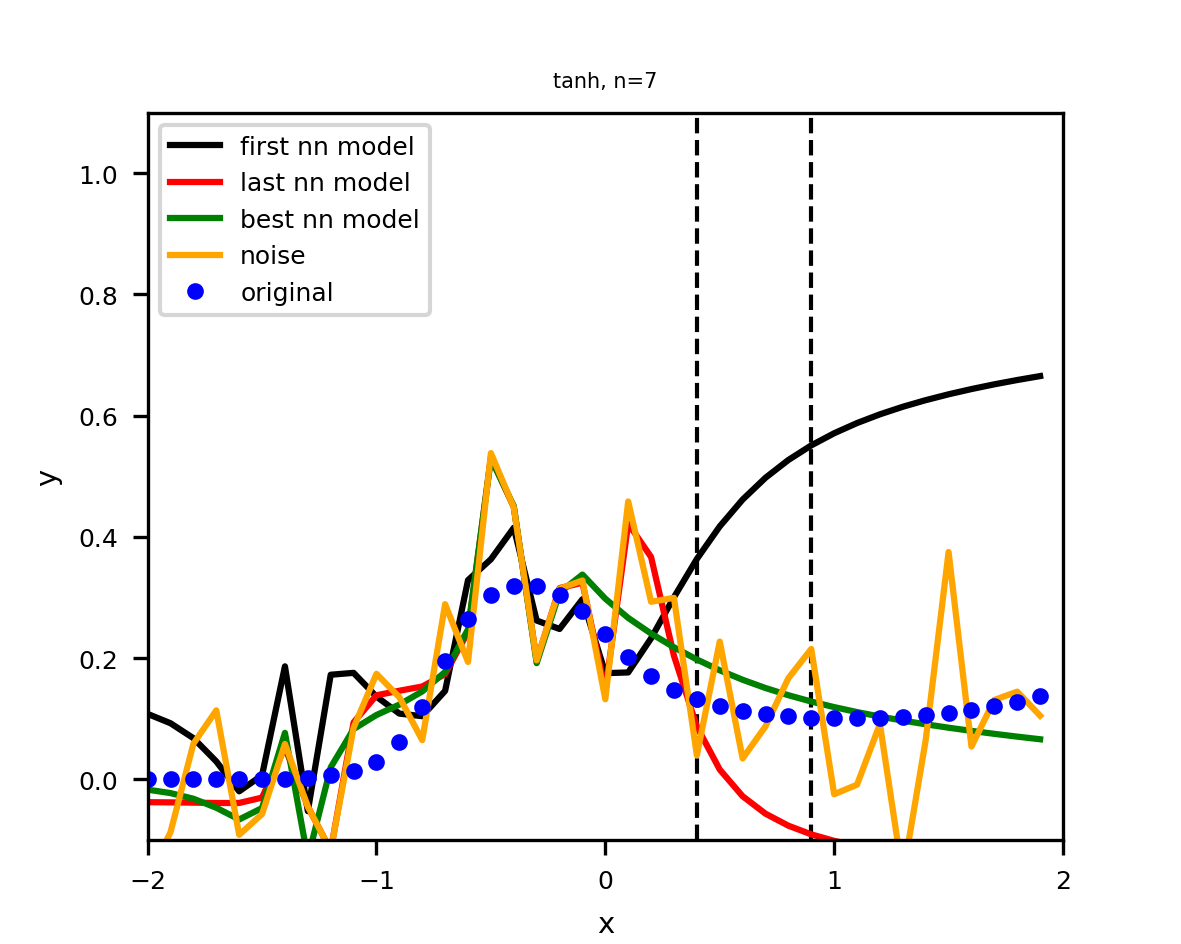 tanh, n=7
first nn model
last nn model
best nn model
noise
original
1.0
0.8
0.6
0.4
0.2
0.0
y
−2
−1
0
1
2
x